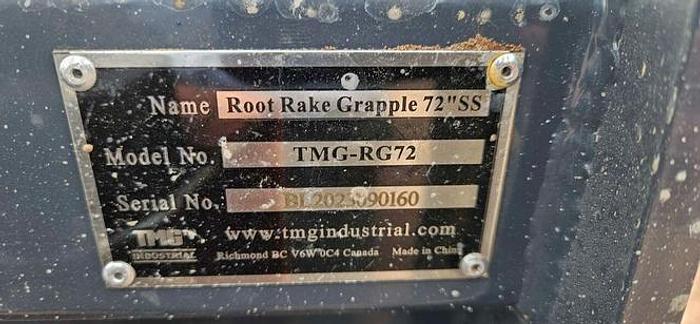 Name Root Rake Grapple 72"SS
Model No. TMG-RG72
Serial No.
TMG INDUSTRIAL
www.tmgindustrial.com
Richmond BC V6W 0C4 Canada Made in China